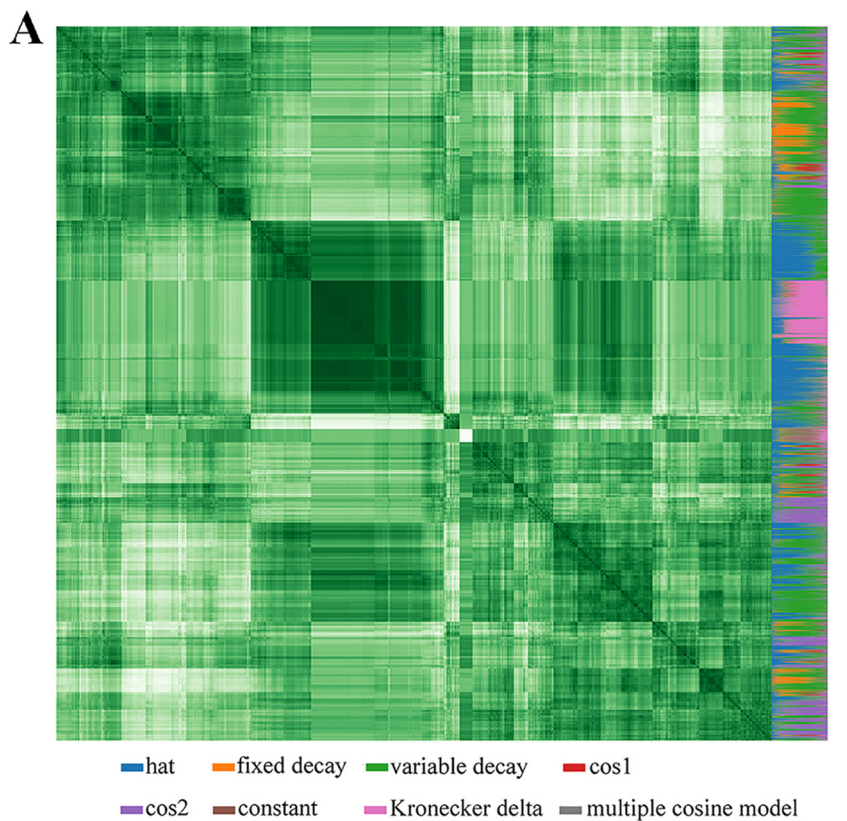 A
hat fixed decay variable decay cos1
cos2 constant Kronecker delta multiple cosine model